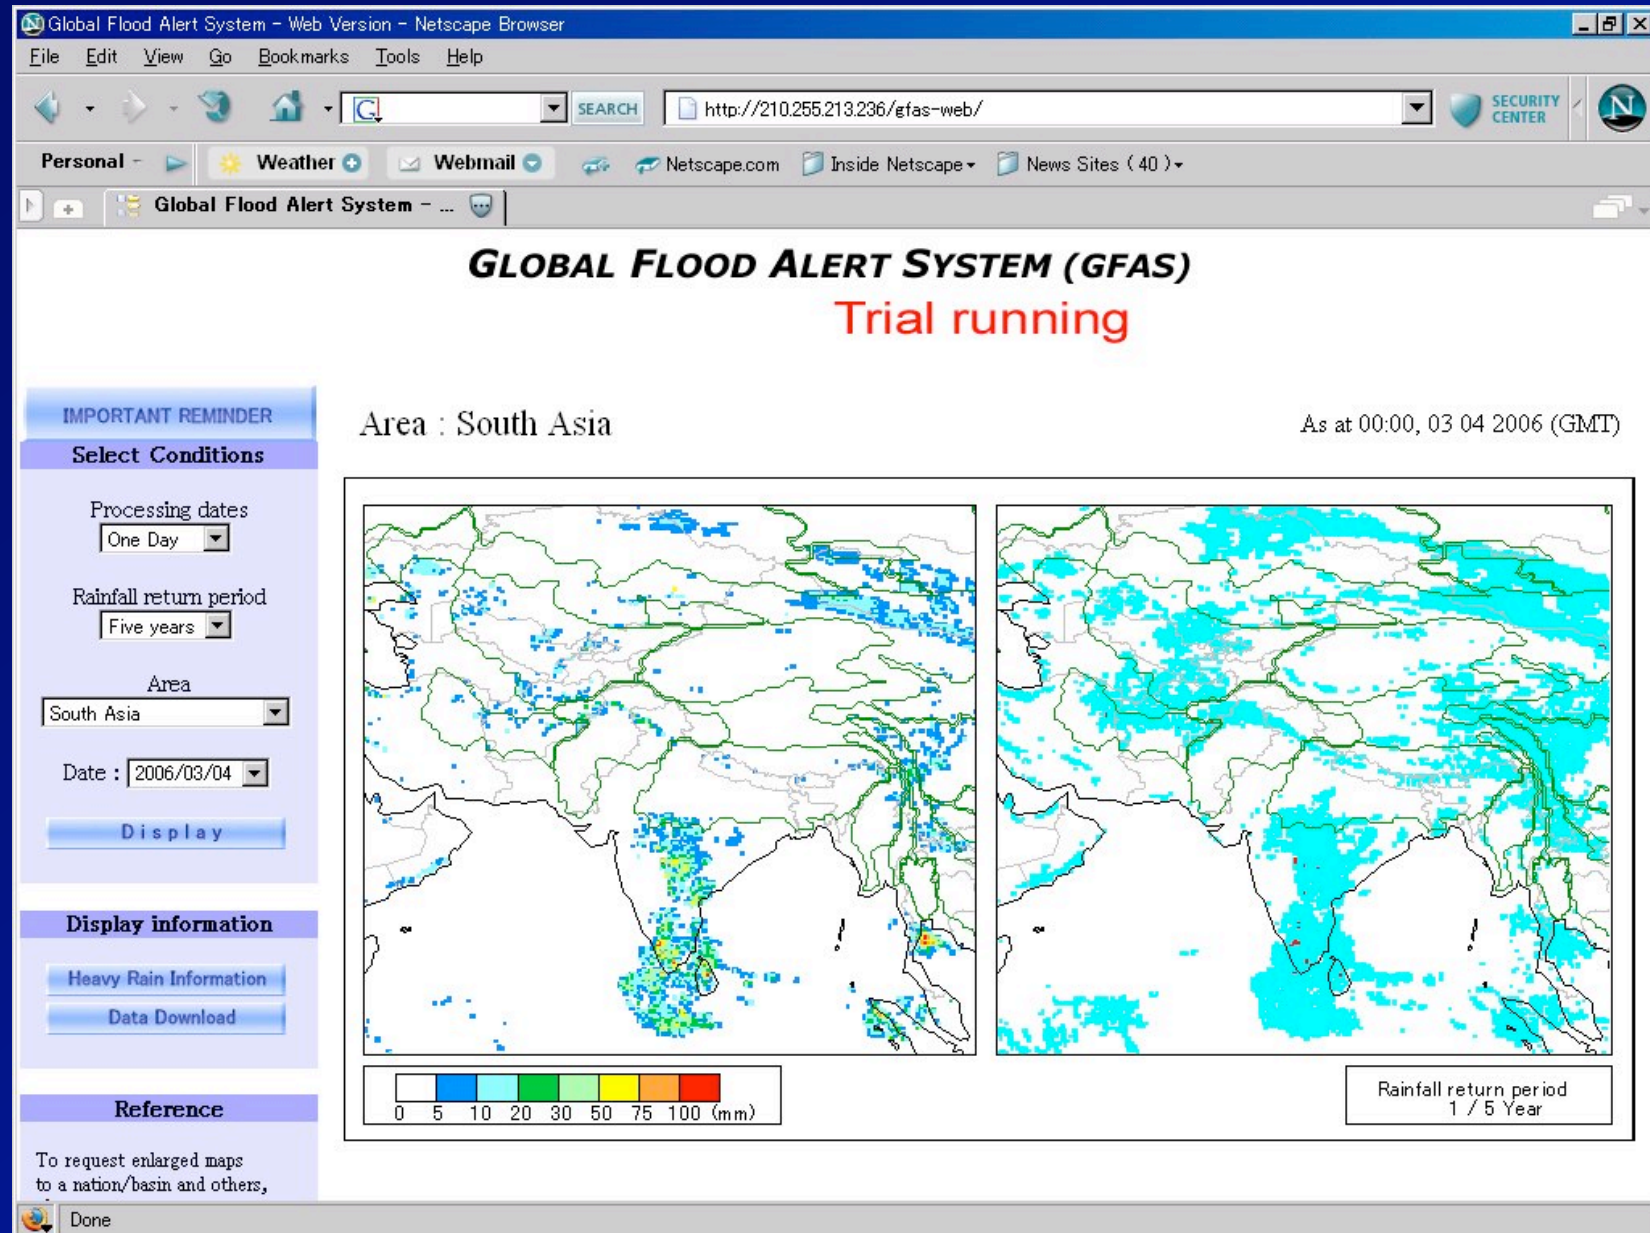 Global Flood Alert System - Web Version - Netscape Browser
File Edit View Go Bookmarks Tools Help
G SEARCH http://210.255.213.236/gfas-web/ SECURITY CENTER N
Personal Weather Webmail Netscape.com Inside Netscape News Sites ( 40 )
Global Flood Alert System - ...
GLOBAL FLOOD ALERT SYSTEM (GFAS)
Trial running
IMPORTANT REMINDER
Select Conditions
Processing dates
One Day
Rainfall return period
Five years
Area
South Asia
Date : 2006/03/04
Display
Display information
Heavy Rain Information
Data Download
Reference
To request enlarged maps
to a nation/basin and others,
Area : South Asia
As at 00:00, 03 04 2006 (GMT)
0 5 10 20 30 50 75 100 (mm)
Rainfall return period
1 / 5 Year
Done